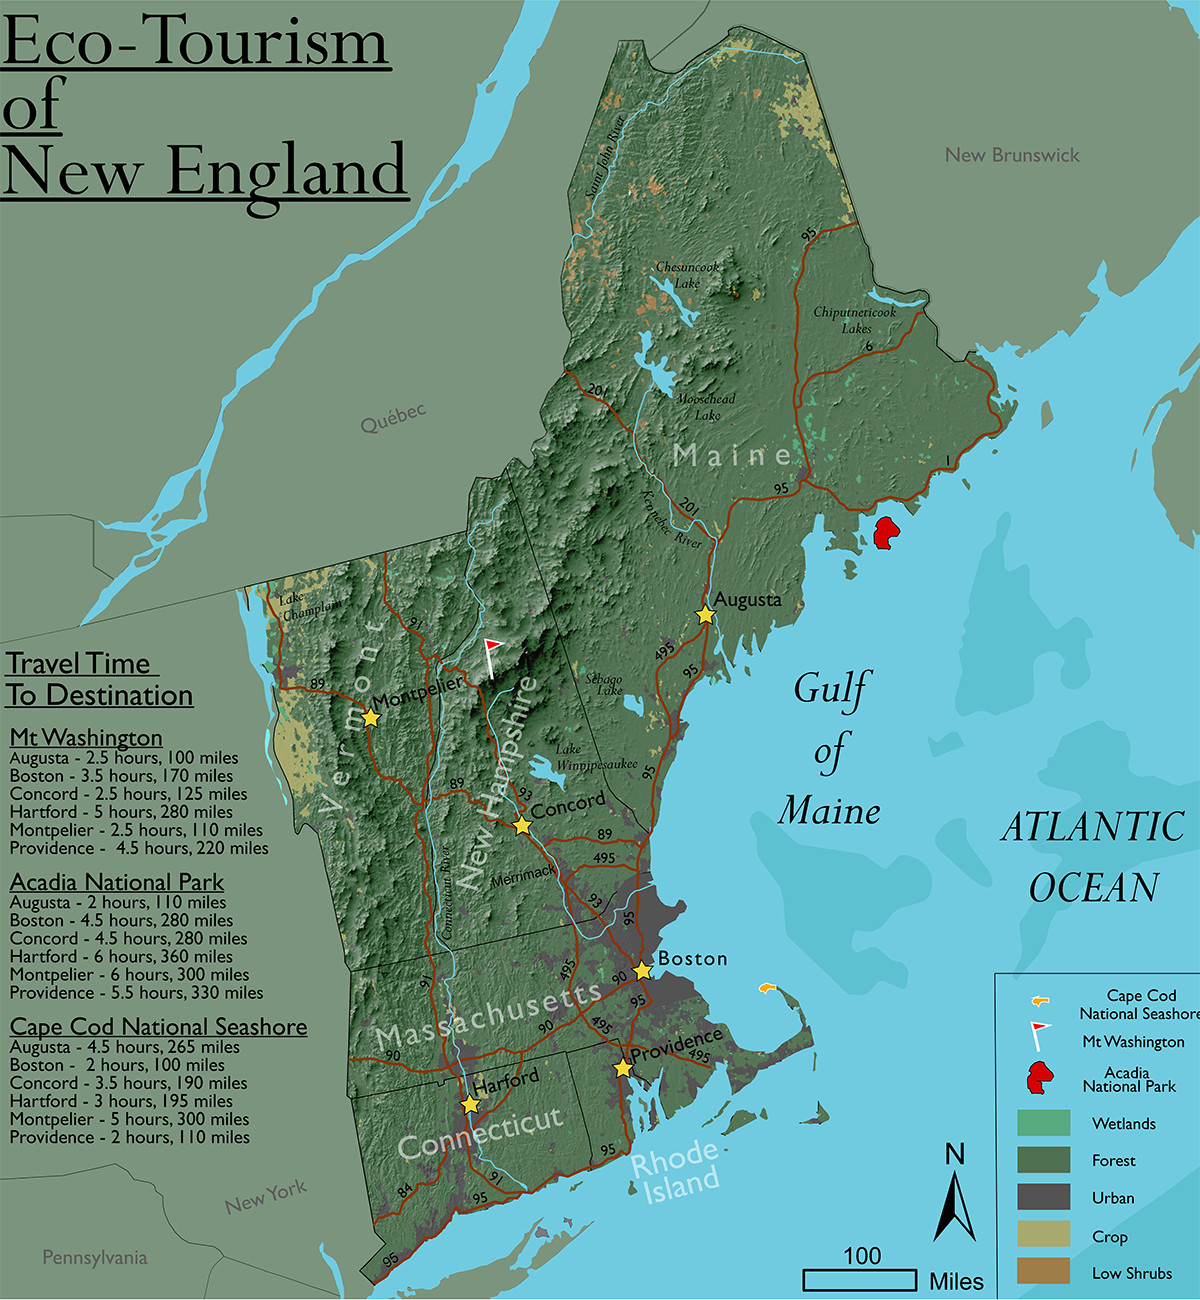 Eco-Tourism
of
New England
New Brunswick
Saint John River
95
Chesuncook
Lake
Chiputneticook
Lakes
6
201
Moosehead
Lake
Québec
Maine
1
95
201
Kennebec River
Augusta
Lake
Champlain
91
495
95
Sebago
Lake
89
Montpelier
Vermont
New Hampshire
Gulf
of
Maine
Lake
Winnipesaukee
95
89
93
Concord
ATLANTIC
OCEAN
89
495
Merrimack
Connecticut River
93
95
Boston
91
495
90
95
Massachusetts
90
495
Providence
495
90
Harford
Connecticut
95
Rhode
Island
84
91
95
95
New York
Pennsylvania
Travel Time
To Destination
Mt Washington
Augusta - 2.5 hours, 100 miles
Boston - 3.5 hours, 170 miles
Concord - 2.5 hours, 125 miles
Hartford - 5 hours, 280 miles
Montpelier - 2.5 hours, 110 miles
Providence -  4.5 hours, 220 miles
Acadia National Park
Augusta - 2 hours, 110 miles
Boston - 4.5 hours, 280 miles
Concord - 4.5 hours, 280 miles
Hartford - 6 hours, 360 miles
Montpelier - 6 hours, 300 miles
Providence - 5.5 hours, 330 miles
Cape Cod National Seashore
Augusta - 4.5 hours, 265 miles
Boston -  2 hours, 100 miles
Concord - 3.5 hours, 190 miles
Hartford - 3 hours, 195 miles
Montpelier - 5 hours, 300 miles
Providence - 2 hours, 110 miles
Cape Cod
National Seashore
Mt Washington
Acadia
National Park
Wetlands
Forest
Urban
Crop
Low Shrubs
N
100
Miles